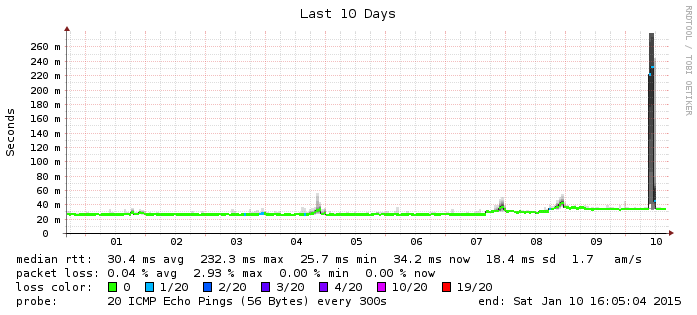 Last 10 Days
RRDTOOL / TOBI OETIKER
Seconds
260 m
240 m
220 m
200 m
180 m
160 m
140 m
120 m
100 m
80 m
60 m
40 m
20 m
0
01 02 03 04 05 06 07 08 09 10
median rtt: 30.4 ms avg 232.3 ms max 25.7 ms min 34.2 ms now 18.4 ms sd 1.7 am/s
packet loss: 0.04 % avg 2.93 % max 0.00 % min 0.00 % now
loss color: 0 1/20 2/20 3/20 4/20 10/20 19/20
probe: 20 ICMP Echo Pings (56 Bytes) every 300s end: Sat Jan 10 16:05:04 2015